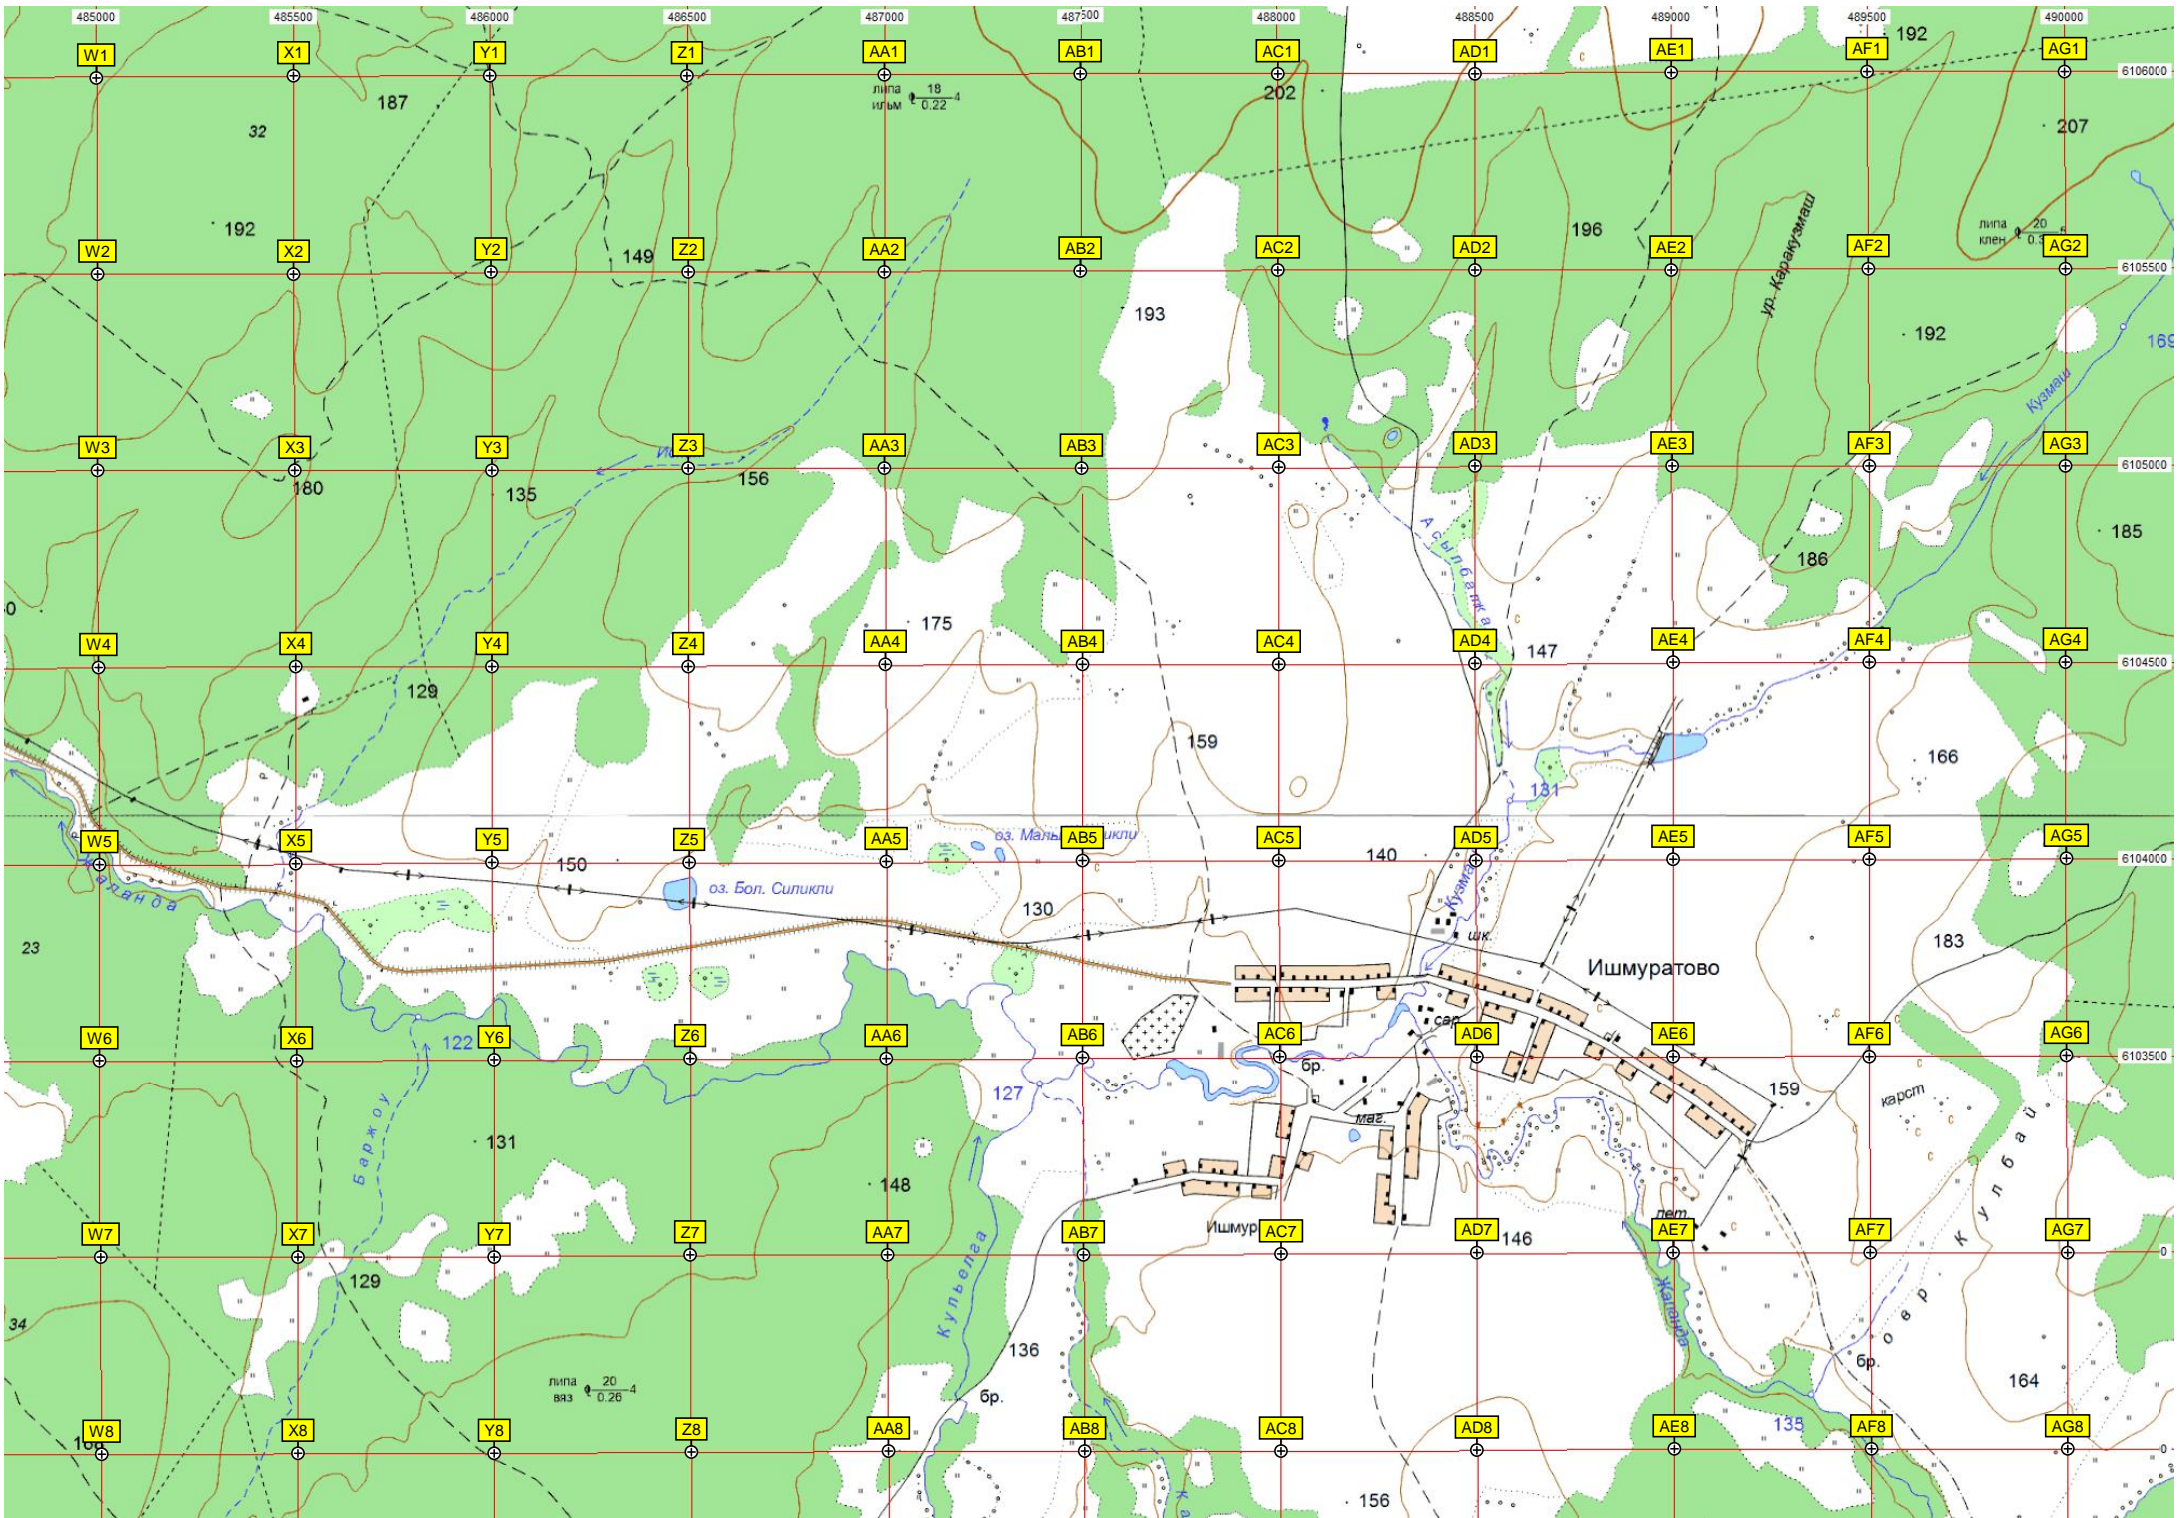 485000 485500 486000 486500 487000 487500 488000 488500 489000 489500 490000
192
W1 X1 Y1 Z1 AA1 AB1 AC1 AD1 AE1 AF1 AG1
6106000
187
липа 18 4
ильм 0.22
202
32
207
192
196
липа 20
клен
149
W2 X2 Y2 Z2 AA2 AB2 AC2 AD2 AE2 AF2 AG2
6105500
ур. Каракузмаш
193
192
169
Кузмаш
W3 X3 Y3 Z3 AA3 AB3 AC3 AD3 AE3 AF3 AG3
6105000
180
135
156
Асылбатка
185
186
175
147
W4 X4 Y4 Z4 AA4 AB4 AC4 AD4 AE4 AF4 AG4
6104500
129
159
166
131
W5 X5 Y5 Z5 AA5 AB5 AC5 AD5 AE5 AF5 AG5
6104000
150
оз. Бол. Силикли
140
130
шк.
23
183
Ишмуратово
сар.
W6 X6 Y6 Z6 AA6 AB6 AC6 AD6 AE6 AF6 AG6
6103500
122
бр.
127
159
карст
маг.
Баржоу
131
148
овр Кулбай
лет.
Ишмур
W7 X7 Y7 Z7 AA7 AB7 AC7 AD7 AE7 AF7 AG7
0
146
129
Кульелга
34
136
бр.
164
липа 20 4
вяз 0.26
бр.
135
W8 X8 Y8 Z8 AA8 AB8 AC8 AD8 AE8 AF8 AG8
0
156